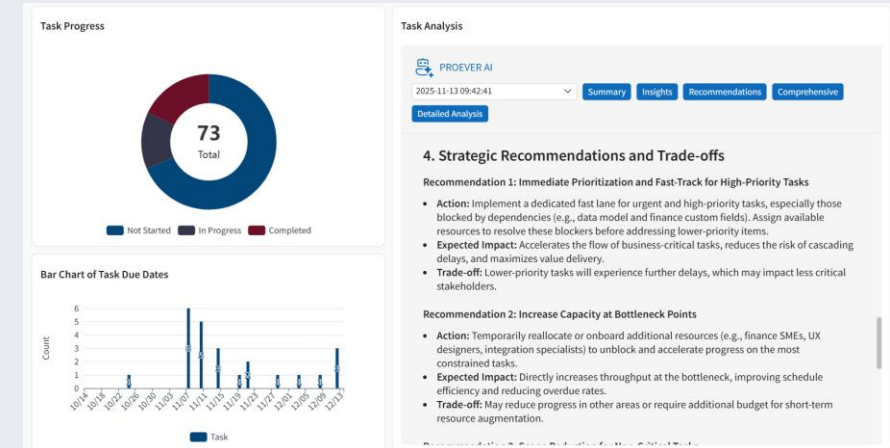 Task Progress
73
Total
Not Started In Progress Completed
Bar Chart of Task Due Dates
Count
6
5
4
3
2
1
0
1
6
5
3
1
2
1
1
1
3
10/14 10/18 10/22 10/26 10/30 11/03 11/07 11/11 11/15 11/19 11/23 11/27 12/01 12/05 12/09 12/13
Task
Task Analysis
PROEVER AI
2025-11-13 09:42:41 Summary Insights Recommendations Comprehensive
Detailed Analysis
4. Strategic Recommendations and Trade-offs
Recommendation 1: Immediate Prioritization and Fast-Track for High-Priority Tasks
• Action: Implement a dedicated fast lane for urgent and high-priority tasks, especially those
blocked by dependencies (e.g., data model and finance custom fields). Assign available
resources to resolve these blockers before addressing lower-priority items.
• Expected Impact: Accelerates the flow of business-critical tasks, reduces the risk of cascading
delays, and maximizes value delivery.
• Trade-off: Lower-priority tasks will experience further delays, which may impact less critical
stakeholders.
Recommendation 2: Increase Capacity at Bottleneck Points
• Action: Temporarily reallocate or onboard additional resources (e.g., finance SMEs, UX
designers, integration specialists) to unblock and accelerate progress on the most
constrained tasks.
• Expected Impact: Directly increases throughput at the bottleneck, improving schedule
efficiency and reducing overdue rates.
• Trade-off: May reduce progress in other areas or require additional budget for short-term
resource augmentation.